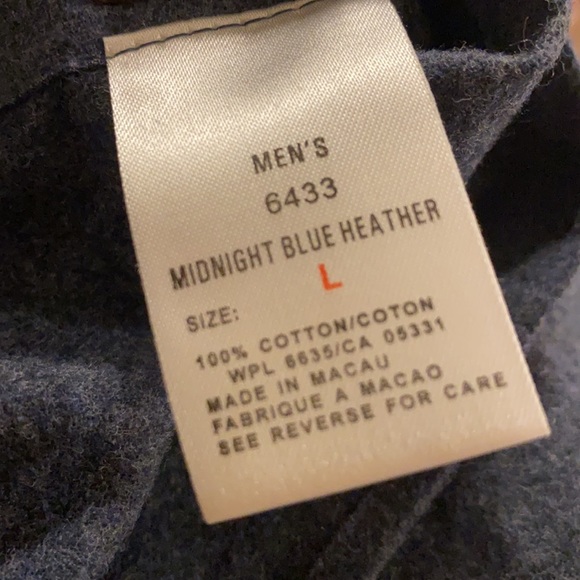 MEN'S
6433
MIDNIGHT BLUE HEATHER
L
SIZE:
100% COTTON/COTON
WPL 6635/CA 05331
MADE IN MACAU
FABRIQUE A MACAO
SEE REVERSE FOR CARE